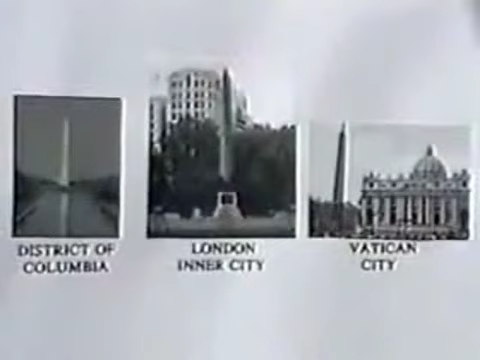 DISTRICT OF
COLUMBIA
LONDON
INNER CITY
VATICAN
CITY